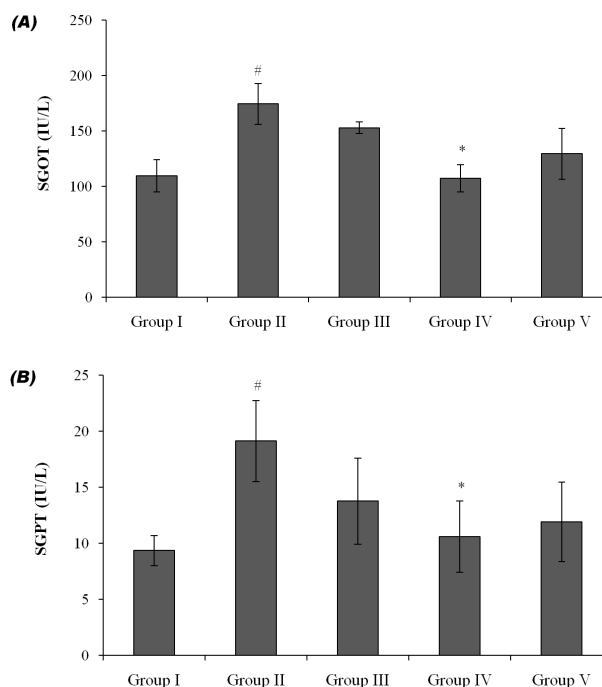 (A)
250
200
150
100
50
0
SGOT (IU/L)
#
*
Group I Group II Group III Group IV Group V
(B)
25
20
15
10
5
0
SGPT (IU/L)
#
*
Group I Group II Group III Group IV Group V